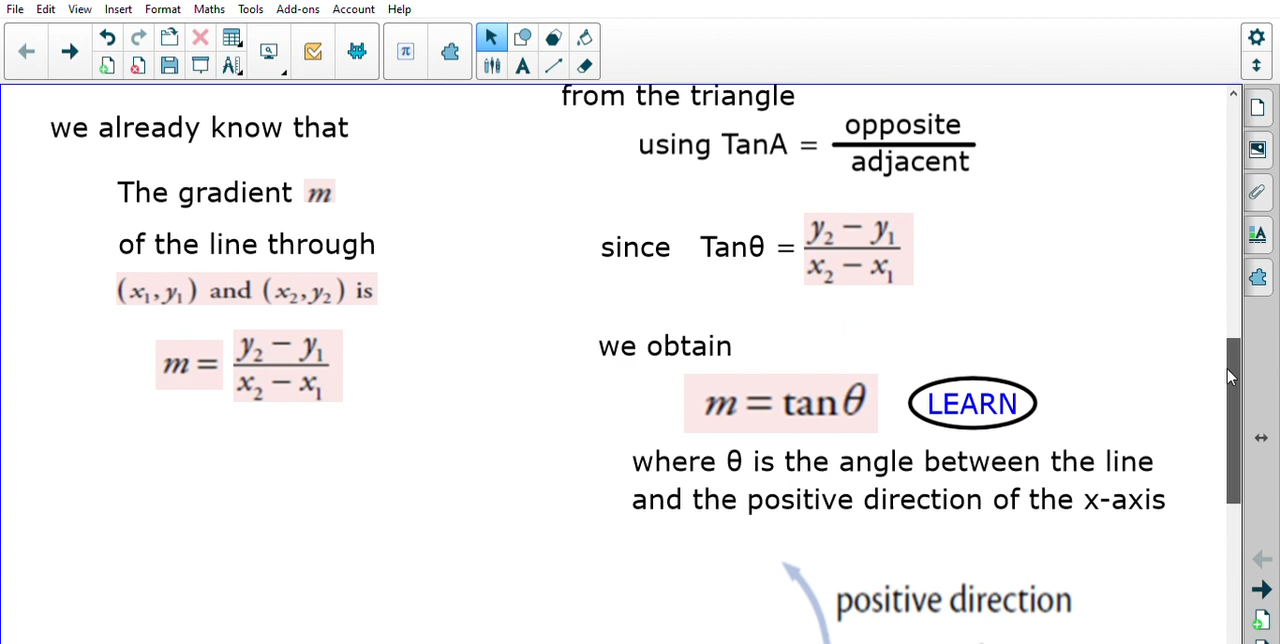 File Edit View Insert Format Maths Tools Add-ons Account Help
we already know that
The gradient m
of the line through
(x₁,y₁) and (x₂,y₂) is
m = y₂ − y₁
x₂ − x₁
from the triangle
using TanA = opposite
adjacent
since Tanθ = y₂ − y₁
x₂ − x₁
we obtain
m = tan θ LEARN
where θ is the angle between the line
and the positive direction of the x-axis
positive direction